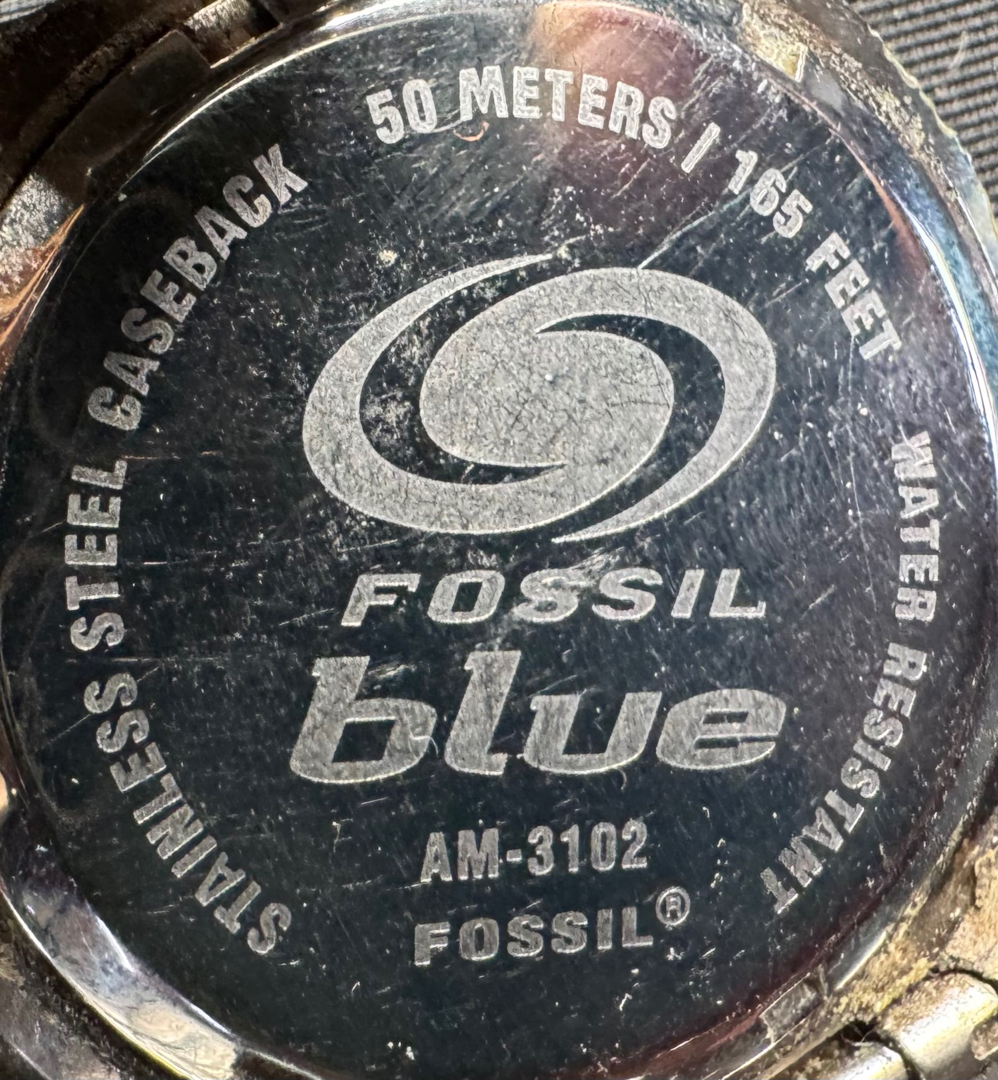 STAINLESS STEEL CASEBACK
50 METERS / 165 FEET
WATER RESISTANT
FOSSIL
blue
AM-3102
FOSSIL®